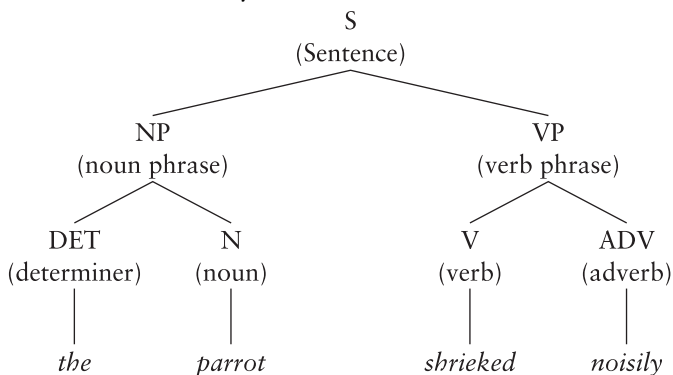 S
(Sentence)
NP VP
(noun phrase) (verb phrase)
DET N V ADV
(determiner) (noun) (verb) (adverb)
the parrot shrieked noisily